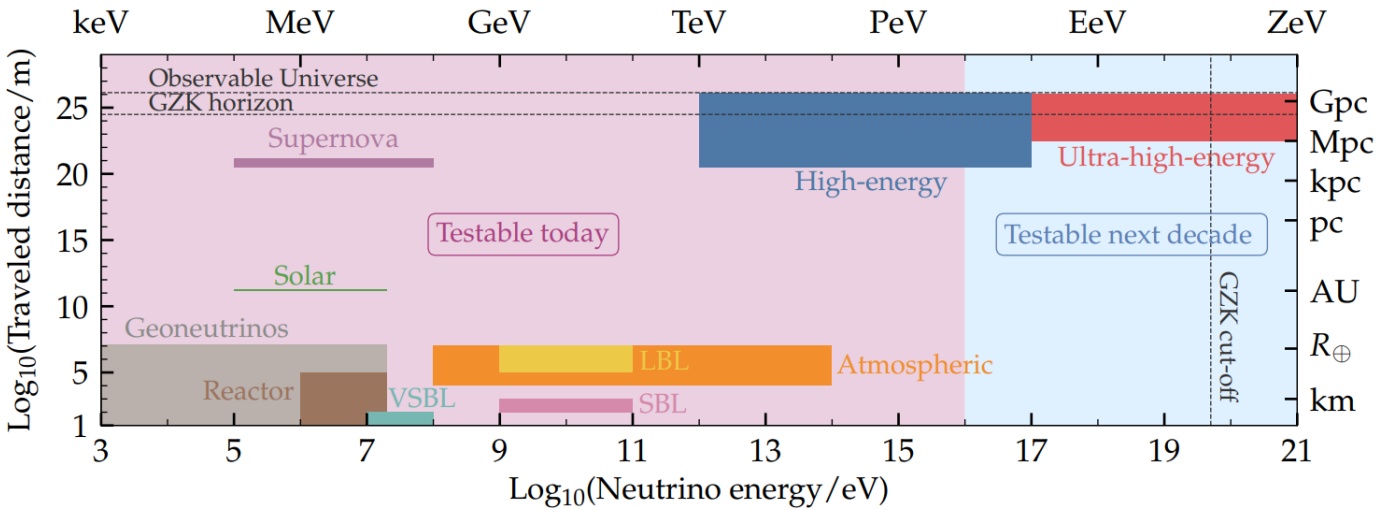 keV MeV GeV TeV PeV EeV ZeV
Log₁₀(Traveled distance/m)
25
20
15
10
5
1
Observable Universe
GZK horizon
Supernova
High-energy
Ultra-high-energy
Testable today
Testable next decade
Solar
Geoneutrinos
Reactor
VSBL
LBL
SBL
Atmospheric
GZK cut-off
Gpc
Mpc
kpc
pc
AU
R⊕
km
3 5 7 9 11 13 15 17 19 21
Log₁₀(Neutrino energy/eV)